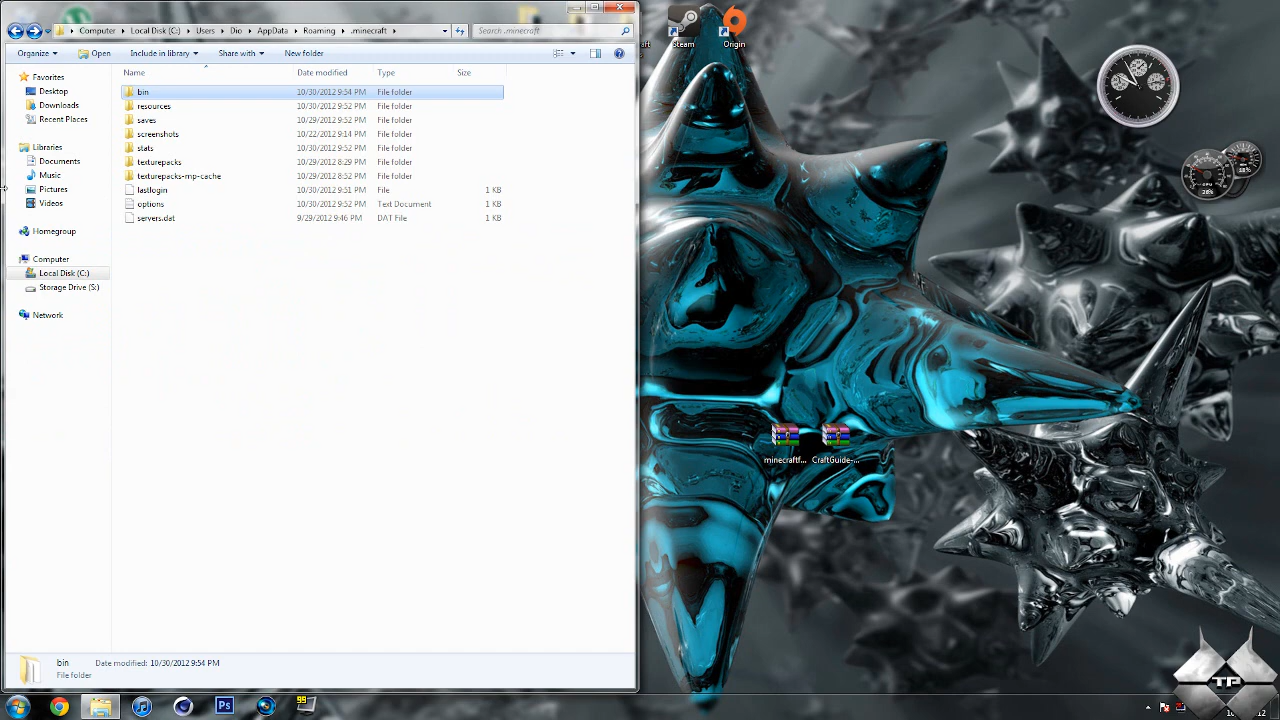 Computer Local Disk (C:) Users Dio AppData Roaming .minecraft
Search .minecraft
Organize Open Include in library Share with New folder
Name Date modified Type Size
bin 10/30/2012 9:54 PM File folder
resources 10/30/2012 9:52 PM File folder
saves 10/29/2012 9:52 PM File folder
screenshots 10/22/2012 9:14 PM File folder
stats 10/30/2012 9:52 PM File folder
texturepacks 10/29/2012 8:29 PM File folder
texturepacks-mp-cache 10/29/2012 8:52 PM File folder
lastlogin 10/30/2012 9:51 PM File 1 KB
options 10/30/2012 9:52 PM Text Document 1 KB
servers.dat 9/29/2012 9:46 PM DAT File 1 KB
Favorites
Desktop
Downloads
Recent Places
Libraries
Documents
Music
Pictures
Videos
Homegroup
Computer
Local Disk (C:)
Storage Drive (S:)
Network
bin Date modified: 10/30/2012 9:54 PM
File folder
Steam
Origin
minecraftf...
CraftGuide-...
Ps
99
TP